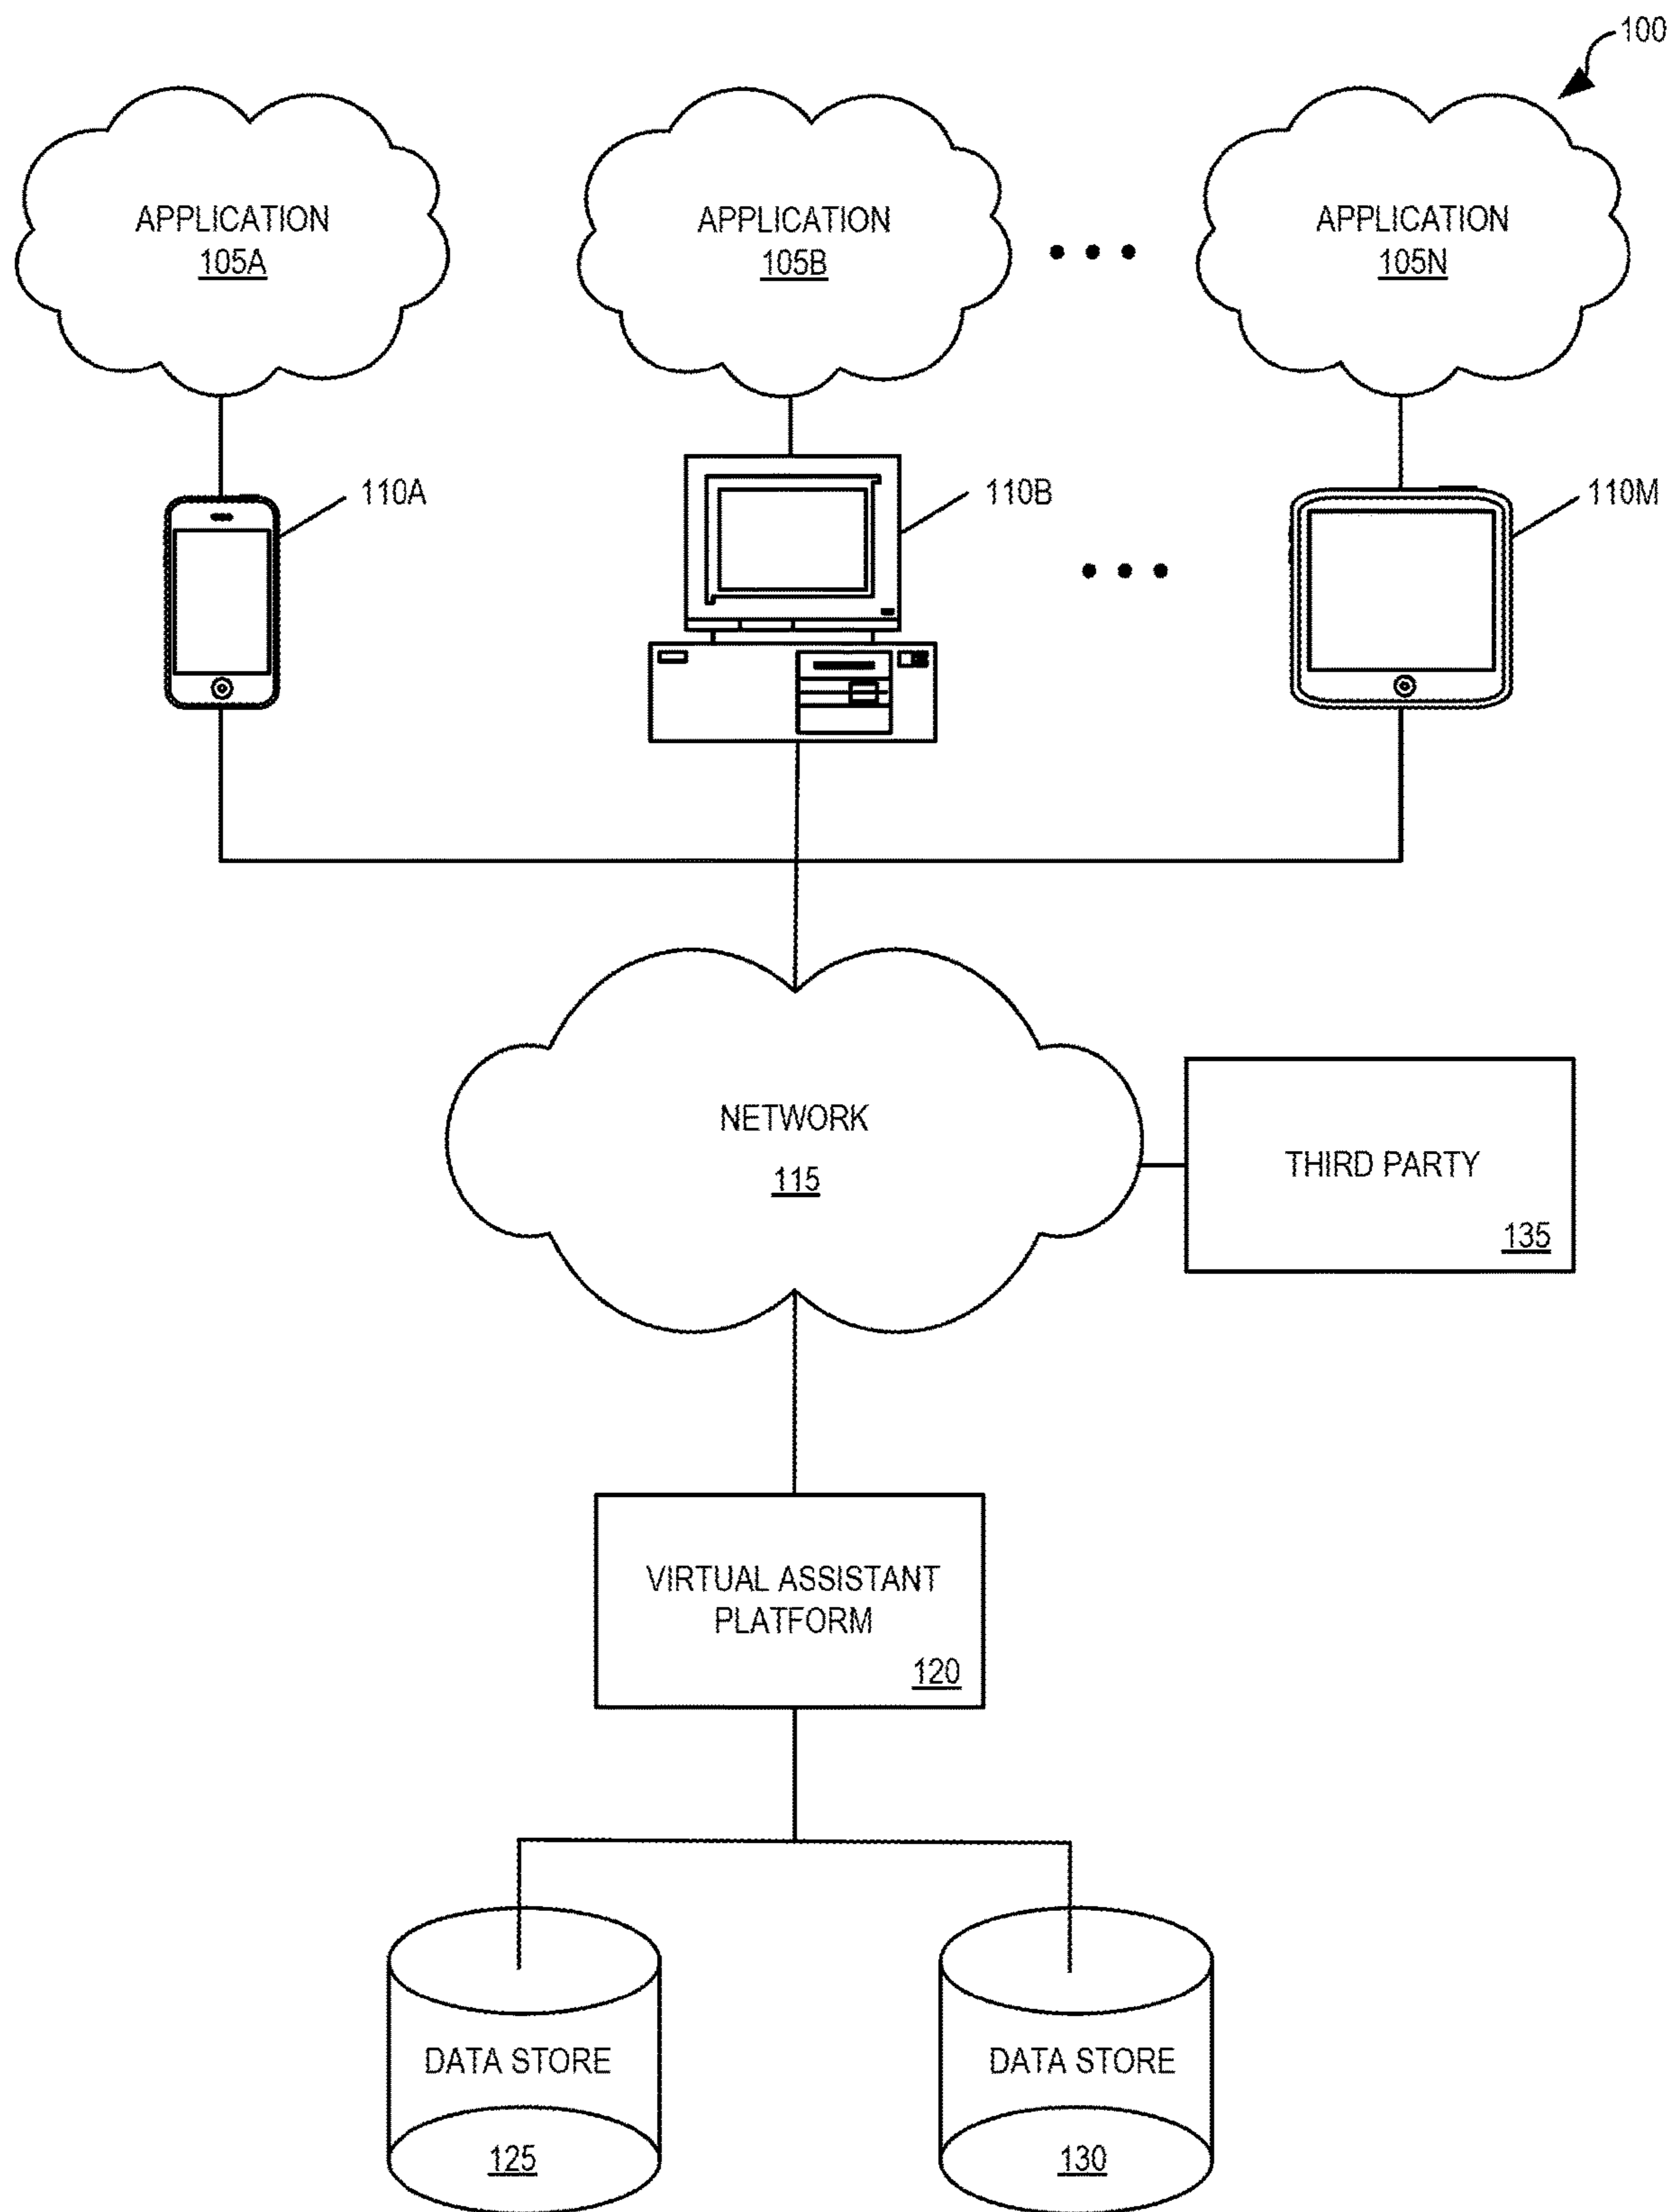 100
APPLICATION
105A
APPLICATION
105B
APPLICATION
105N
110A
110B
110M
NETWORK
115
THIRD PARTY
135
VIRTUAL ASSISTANT
PLATFORM
120
DATA STORE
125
DATA STORE
130